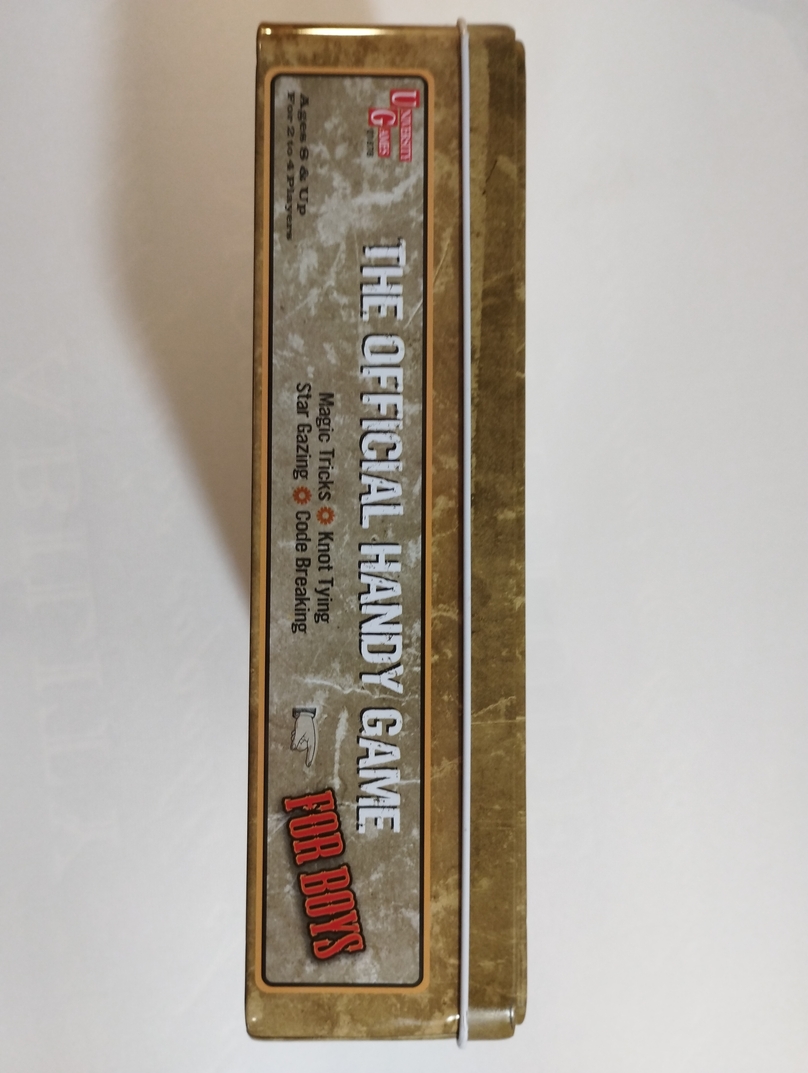 UNIVERSITY
GAMES
THE OFFICIAL HANDY GAME
Magic Tricks Knot Tying
Star Gazing Code Breaking
FOR BOYS
Ages 8 & Up
For 2 to 4 Players